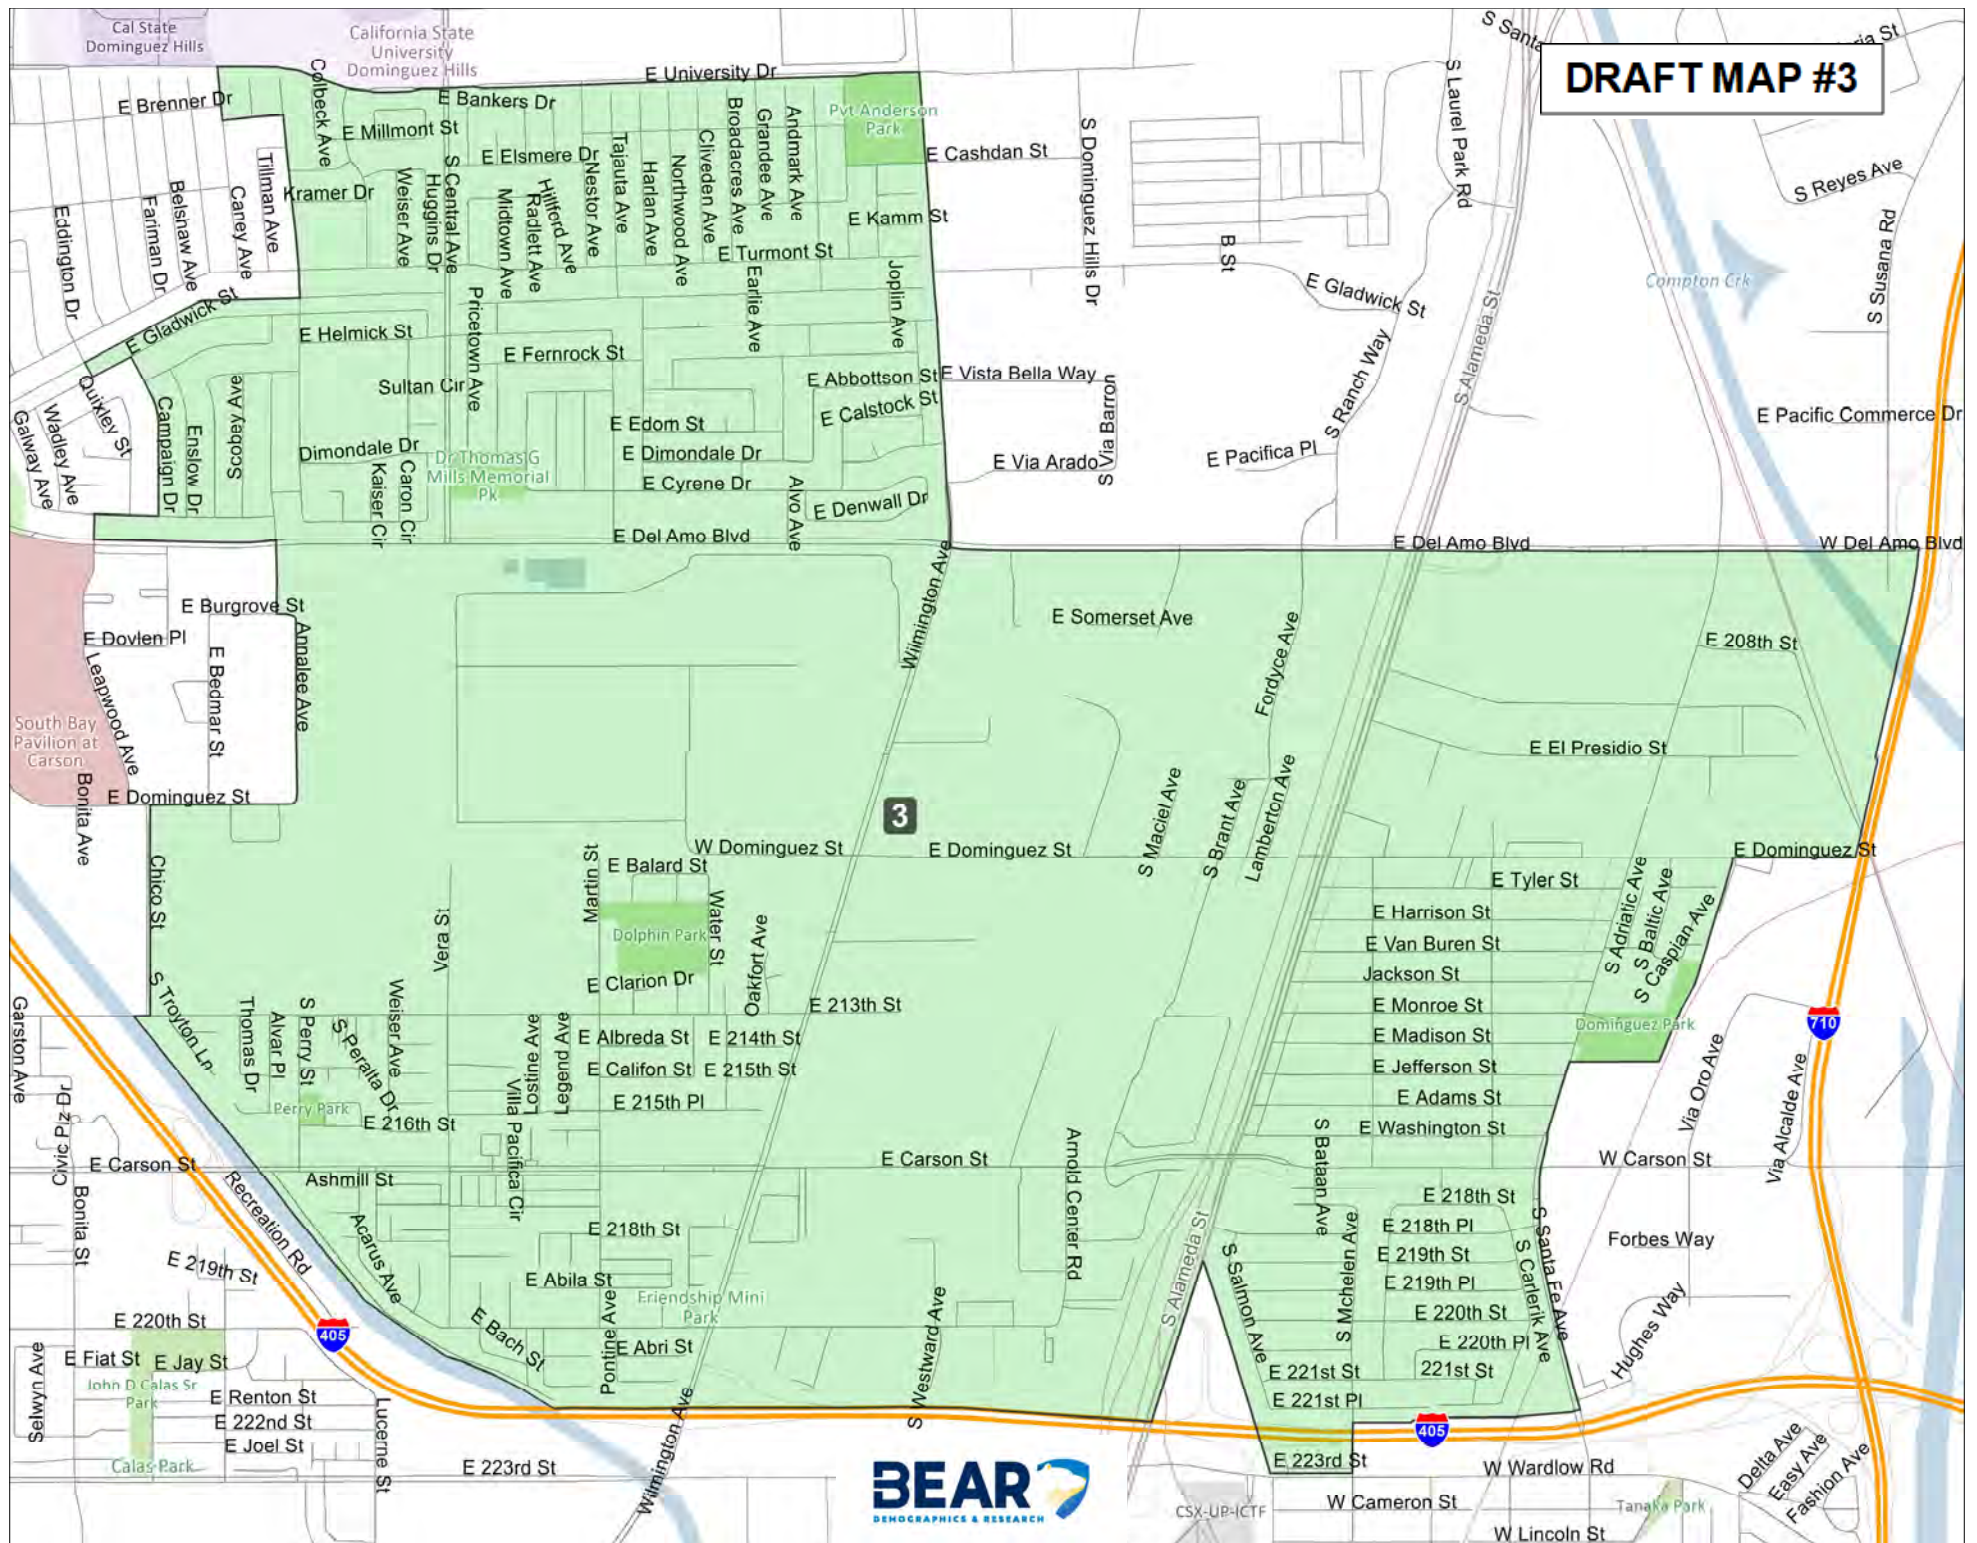 Cal State
Dominguez Hills
California State
University
Dominguez Hills
S Santa
ria St
DRAFT MAP #3
E University Dr
E Brenner Dr
Colbeck Ave
E Bankers Dr
E Millmont St
Pvt Anderson
Park
S Laurel Park Rd
E Elsmere Dr
Tajauta Ave
Broadacres Ave
Grandee Ave
Andmark Ave
Cliveden Ave
Northwood Ave
Harlan Ave
Nestor Ave
Hillford Ave
Radlett Ave
Midtown Ave
S Central Ave
Huggins Dr
Weiser Ave
Kramer Dr
Tillman Ave
Caney Ave
Belshaw Ave
Fariman Dr
Eddington Dr
E Cashdan St
S Dominguez Hills Dr
E Kamm St
E Turmont St
B St
S Reyes Ave
S Susana Rd
Compton Crk
E Gladwick St
E Gladwick St
S Alameda St
S Ranch Way
Joplin Ave
Earlie Ave
Pricetown Ave
E Helmick St
E Fernrock St
Sultan Cir
E Abbottson St
E Vista Bella Way
E Calstock St
S Via Barron
E Pacific Commerce Dr
Quixley St
Wadley Ave
Galway Ave
Campaign Dr
Enslow Dr
Scobey Ave
E Edom St
Dimondale Dr
E Dimondale Dr
Dr Thomas G
Mills Memorial
Pk
Kaiser Cir
Caron Cir
E Cyrene Dr
Alvo Ave
E Denwall Dr
E Via Arado
E Pacifica Pl
E Del Amo Blvd
E Del Amo Blvd
W Del Amo Blvd
Wilmington Ave
E Burgrove St
E Dovlen Pl
Annalee Ave
E Bedmar St
Leapwood Ave
E Somerset Ave
Fordyce Ave
E 208th St
South Bay
Pavilion at
Carson
Bonita Ave
E Dominguez St
E El Presidio St
S Maciel Ave
S Brant Ave
Lamberton Ave
3
W Dominguez St
E Dominguez St
E Dominguez St
Chico St
Vera St
Martin St
E Balard St
Water St
Dolphin Park
Oakfort Ave
E Clarion Dr
E Tyler St
E Harrison St
E Van Buren St
Jackson St
E Monroe St
E Madison St
E Jefferson St
E Adams St
E Washington St
S Adriatic Ave
S Baltic Ave
S Caspian Ave
Dominguez Park
710
S Troyton Ln
E 213th St
Garston Ave
Thomas Dr
Alvar Pl
S Perry St
S Peralta Dr
Weiser Ave
Lostine Ave
Legend Ave
E Albreda St
E 214th St
E Califon St
E 215th St
E 215th Pl
Perry Park
E 216th St
Villa Pacifica Cir
Via Oro Ave
Via Alcalde Ave
Civic Plz Dr
E Carson St
E Carson St
W Carson St
Ashmill St
Arnold Center Rd
S Bataan Ave
Bonita St
Recreation Rd
Acarus Ave
E 218th St
E 218th St
E 218th Pl
E 219th St
E 219th Pl
E 220th St
E 220th Pl
E 221st St
221st St
E 221st Pl
S Mchelen Ave
S Salmon Ave
S Carlerik Ave
S Santa Fe Ave
Forbes Way
Hughes Way
E 219th St
E Abila St
Friendship Mini
Park
S Alameda St
E 220th St
405
E Bach St
Pontine Ave
E Abri St
S Westward Ave
Selwyn Ave
E Fiat St
E Jay St
John D Calas Sr
Park
E Renton St
E 222nd St
E Joel St
Lucerne St
Calas Park
E 223rd St
Wilmington Ave
405
E 223rd St
W Wardlow Rd
W Cameron St
W Lincoln St
Tanaka Park
Delta Ave
Easy Ave
Fashion Ave
CSX-UP-ICTF
BEAR
DEMOGRAPHICS & RESEARCH